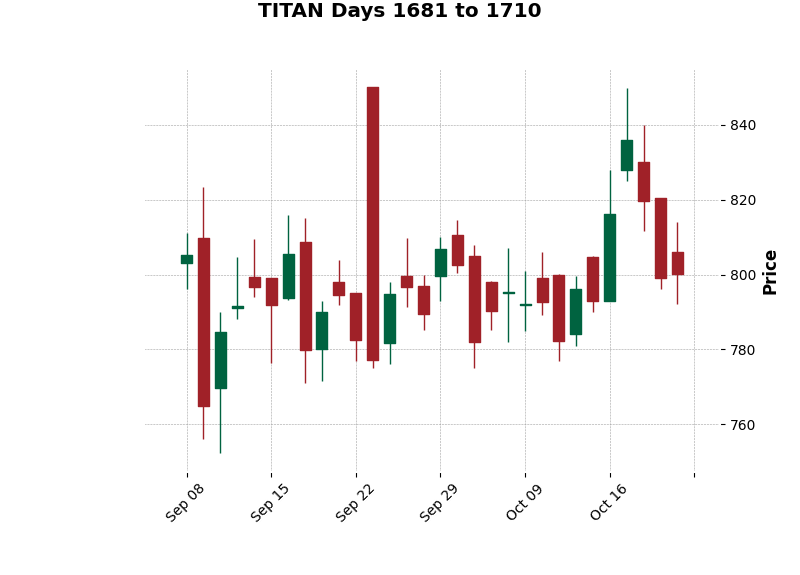 TITAN Days 1681 to 1710
840
820
800
780
760
Price
Sep 08
Sep 15
Sep 22
Sep 29
Oct 09
Oct 16